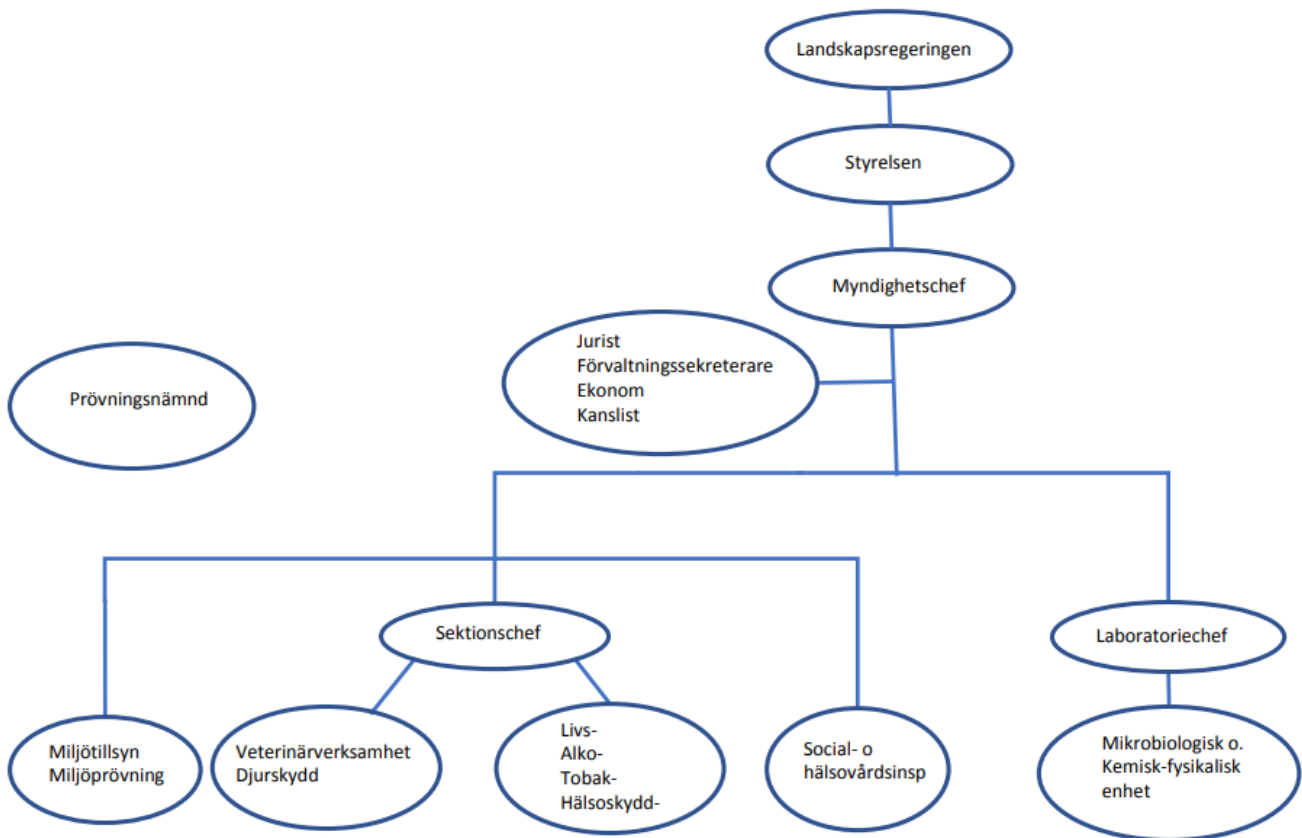 Landskapsregeringen
Styrelsen
Myndighetschef
Jurist
Förvaltningssekreterare
Ekonom
Kanslist
Prövningsnämnd
Sektionschef
Laboratoriechef
Miljötillsyn
Miljöprövning
Veterinärverksamhet
Djurskydd
Livs-
Alko-
Tobak-
Hälsoskydd-
Social- o
hälsovårdsinsp
Mikrobiologisk o.
Kemisk-fysikalisk
enhet